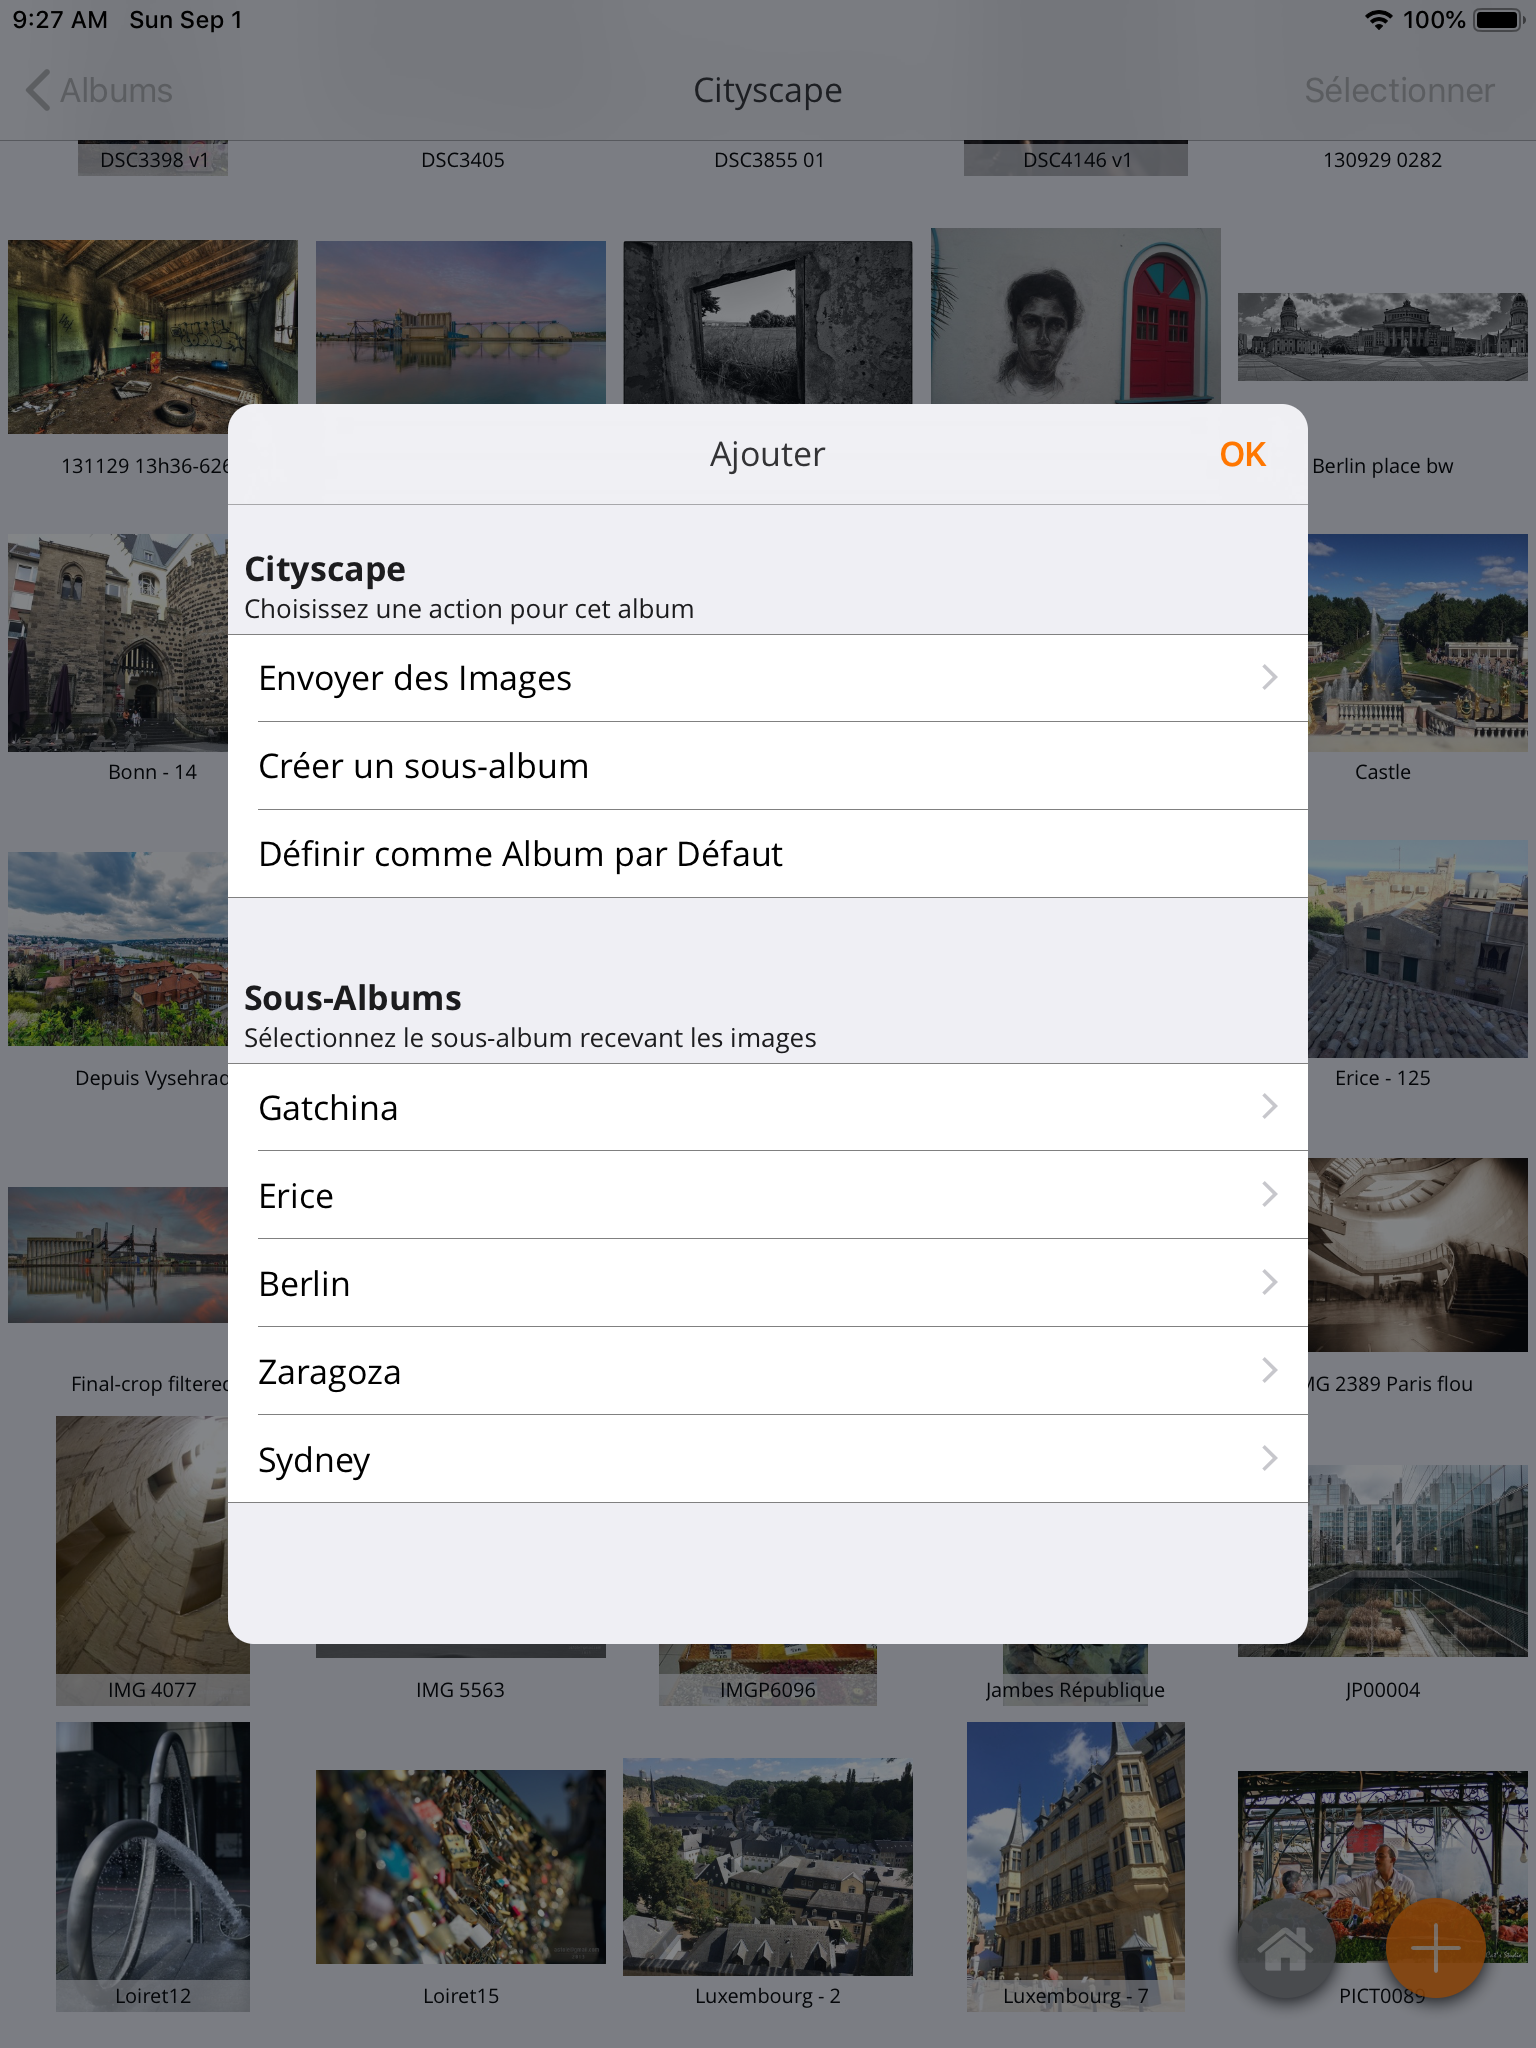 9:27 AM Sun Sep 1 100%
Albums Cityscape Sélectionner
DSC3398 v1 DSC3405 DSC3855 01 DSC4146 v1 130929 0282
131129 13h36-626 Berlin place bw
Ajouter OK
Cityscape
Choisissez une action pour cet album
Envoyer des Images
Créer un sous-album
Définir comme Album par Défaut
Bonn - 14 Castle
Sous-Albums
Sélectionnez le sous-album recevant les images
Depuis Vysehrad Erice - 125
Gatchina
Erice
Berlin
Zaragoza
Sydney
Final-crop filtered MG 2389 Paris flou
IMG 4077 IMG 5563 IMGP6096 Jambes République JP00004
Loiret12 Loiret15 Luxembourg - 2 Luxembourg - 7 PICT0089